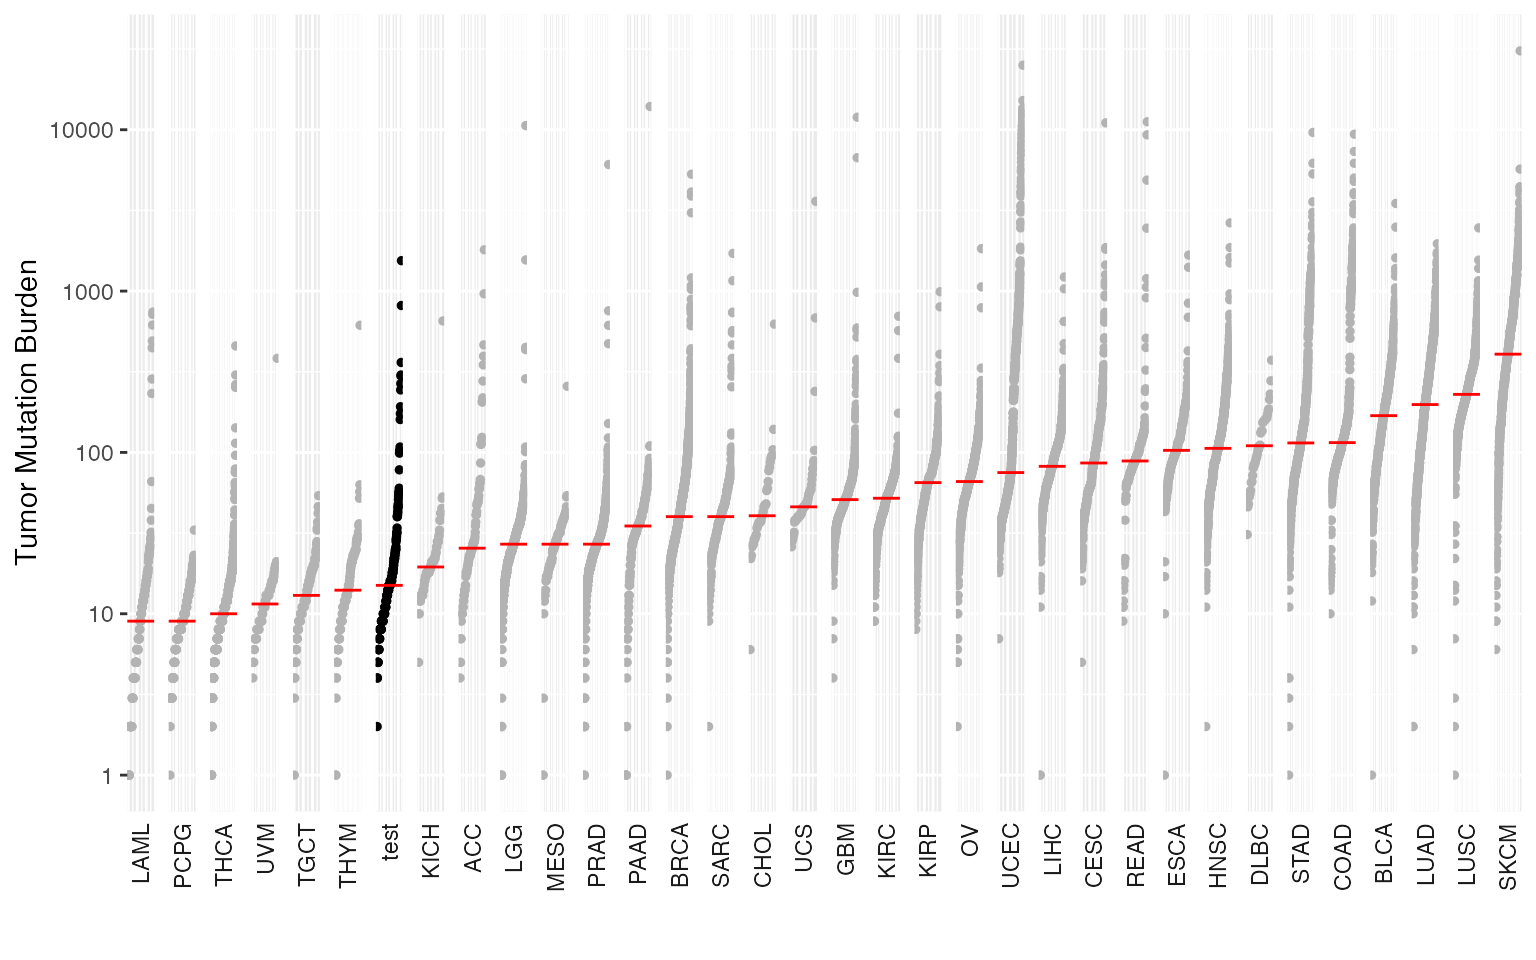 Tumor Mutation Burden
10000
1000
100
10
1
LAML
PCPG
THCA
UVM
TGCT
THYM
test
KICH
ACC
LGG
MESO
PRAD
PAAD
BRCA
SARC
CHOL
UCS
GBM
KIRC
KIRP
OV
UCEC
LIHC
CESC
READ
ESCA
HNSC
DLBC
STAD
COAD
BLCA
LUAD
LUSC
SKCM